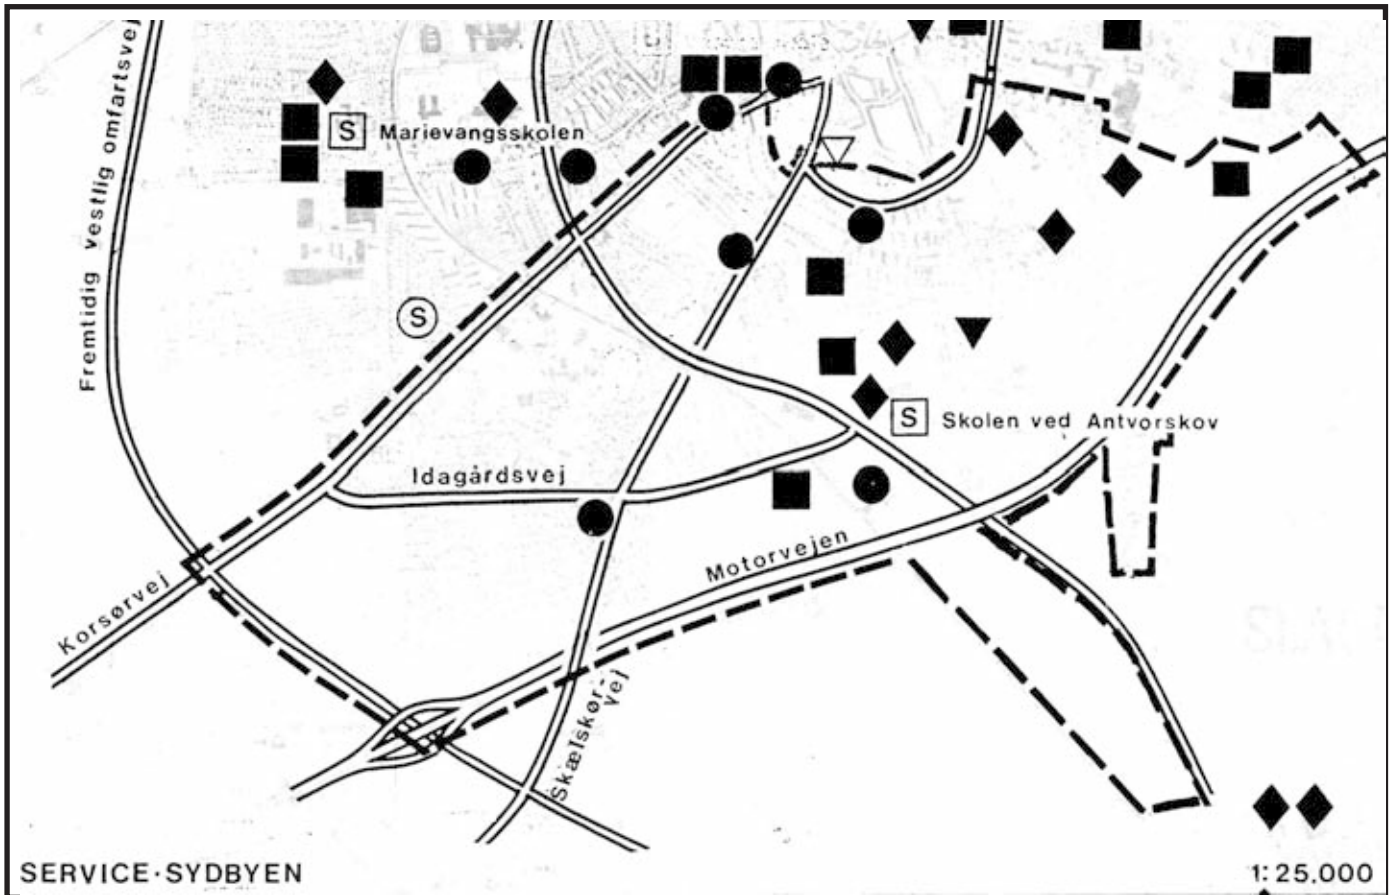 Fremtidig vestlig omfartsvej
S Marievangsskolen
S
S Skolen ved Antvorskov
Idagårdsvej
Motorvejen
Korsørvej
Skælskør-
vej
SERVICE·SYDBYEN
1:25.000